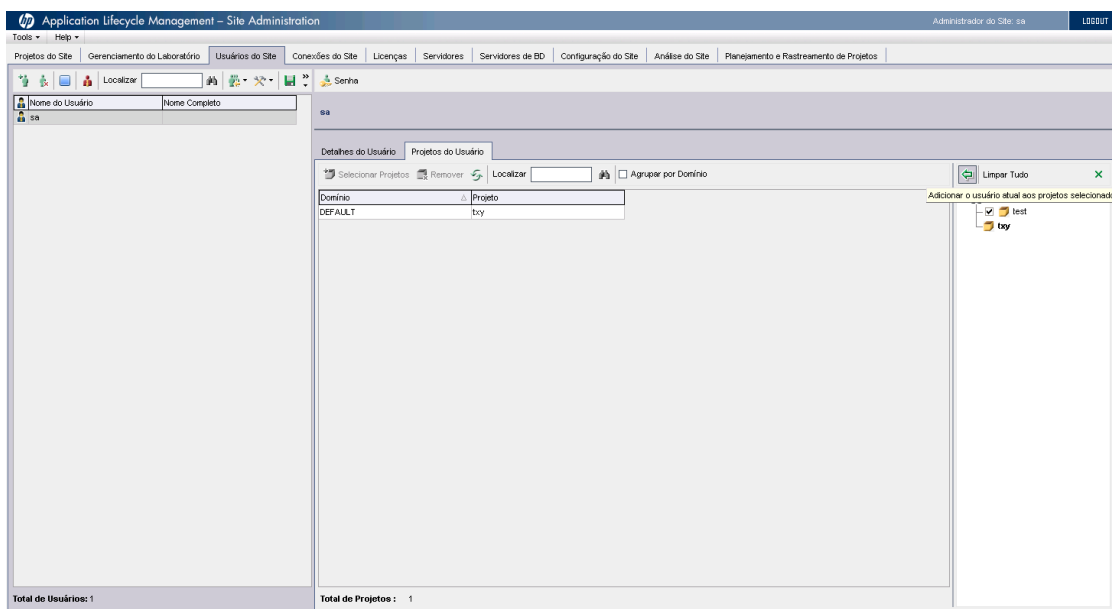 hp Application Lifecycle Management – Site Administration Administrador do Site: sa LOGOUT
Tools Help
Projetos do Site Gerenciamento do Laboratório Usuários do Site Conexões do Site Licenças Servidores Servidores de BD Configuração do Site Análise do Site Planejamento e Rastreamento de Projetos
Localizar Senha
Nome do Usuário Nome Completo
sa
sa
Detalhes do Usuário Projetos do Usuário
Selecionar Projetos Remover Localizar Agrupar por Domínio Limpar Tudo
Adicionar o usuário atual aos projetos selecionad
Domínio Projeto
DEFAULT txy
test
txy
Total de Usuários: 1 Total de Projetos : 1